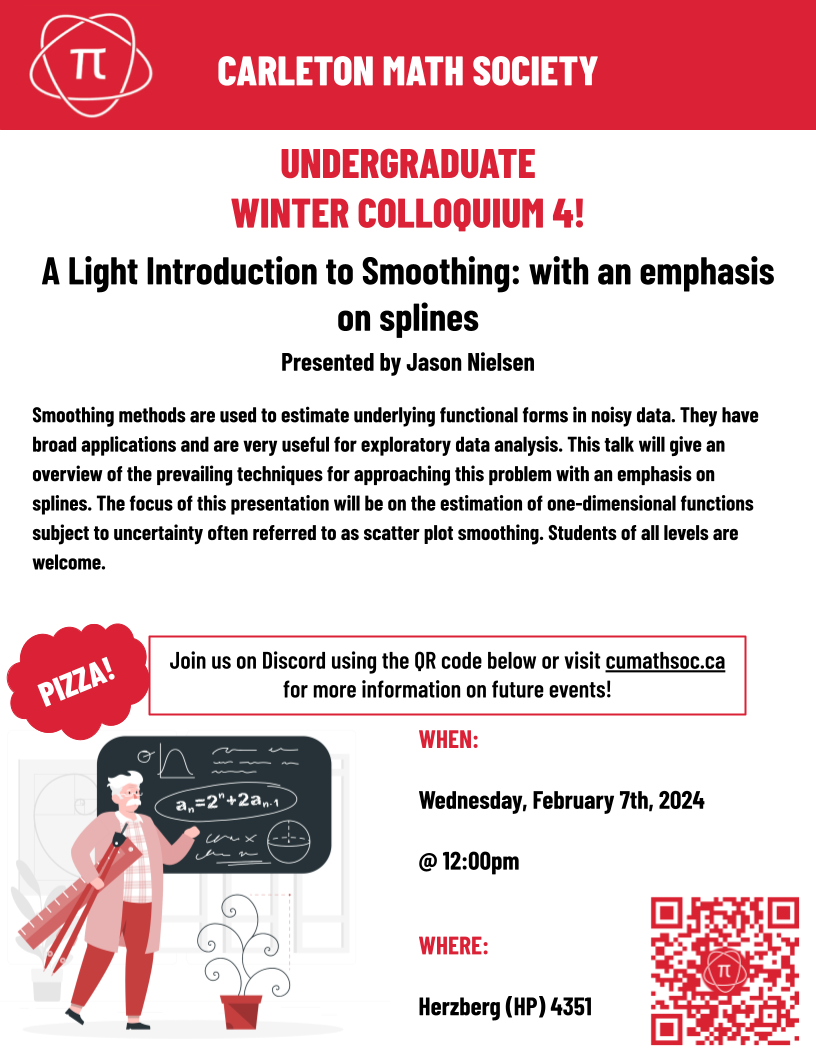 π
CARLETON MATH SOCIETY
UNDERGRADUATE
WINTER COLLOQUIUM 4!
A Light Introduction to Smoothing: with an emphasis
on splines
Presented by Jason Nielsen
Smoothing methods are used to estimate underlying functional forms in noisy data. They have
broad applications and are very useful for exploratory data analysis. This talk will give an
overview of the prevailing techniques for approaching this problem with an emphasis on
splines. The focus of this presentation will be on the estimation of one-dimensional functions
subject to uncertainty often referred to as scatter plot smoothing. Students of all levels are
welcome.
PIZZA!
Join us on Discord using the QR code below or visit cumathsoc.ca
for more information on future events!
aₙ=2ⁿ+2aₙ₋₁
WHEN:
Wednesday, February 7th, 2024
@ 12:00pm
WHERE:
Herzberg (HP) 4351
π